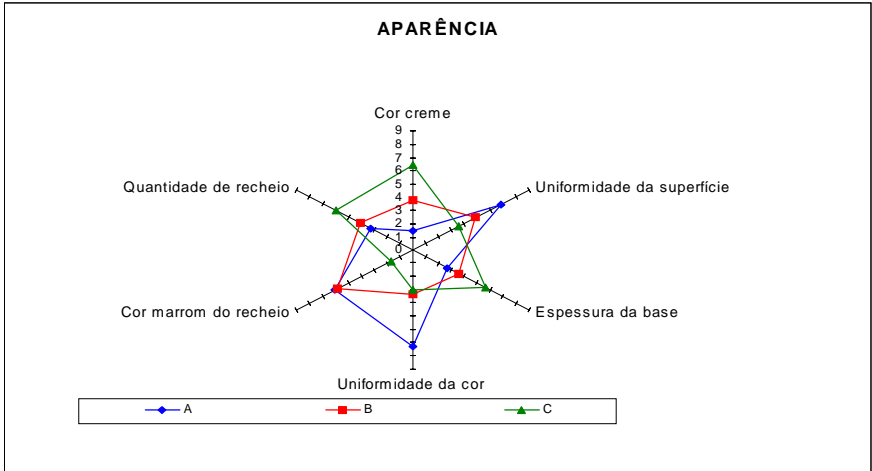 APARÊNCIA
Cor creme
9
8
7
6
5
4
3
2
1
0
Quantidade de recheio
Uniformidade da superfície
Cor marrom do recheio
Espessura da base
Uniformidade da cor
A B C